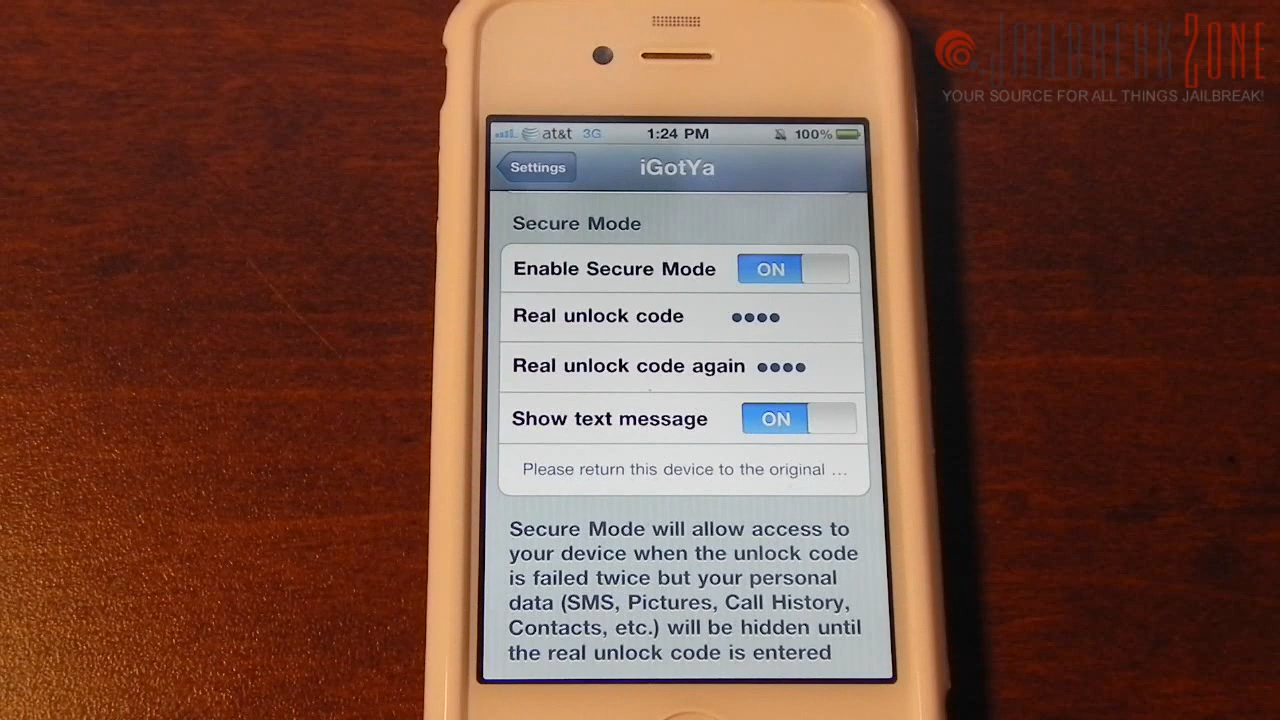 JAILBREAKZONE
YOUR SOURCE FOR ALL THINGS JAILBREAK!
at&t 3G 1:24 PM 100%
Settings iGotYa
Secure Mode
Enable Secure Mode ON
Real unlock code ●●●●
Real unlock code again ●●●●
Show text message ON
Please return this device to the original ...
Secure Mode will allow access to
your device when the unlock code
is failed twice but your personal
data (SMS, Pictures, Call History,
Contacts, etc.) will be hidden until
the real unlock code is entered